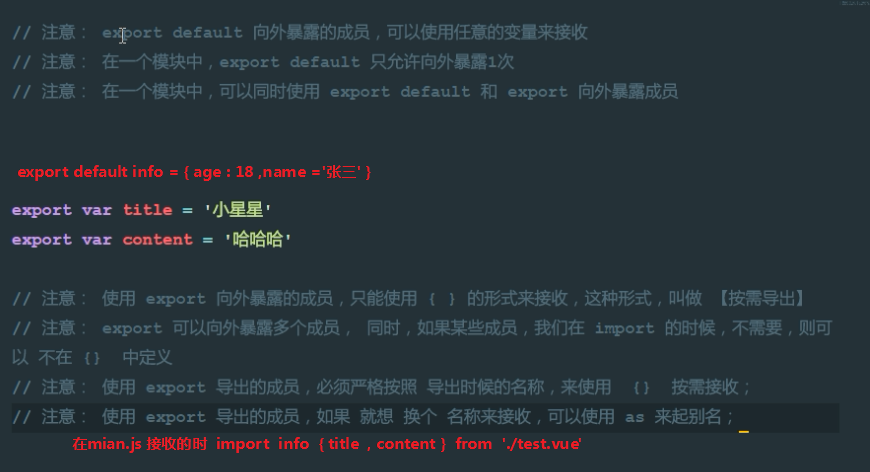 // 注意： export default 向外暴露的成员，可以使用任意的变量来接收
// 注意： 在一个模块中，export default 只允许向外暴露1次
// 注意： 在一个模块中，可以同时使用 export default 和 export 向外暴露成员
export default info = { age : 18 ,name ='张三' }
export var title = '小星星'
export var content = '哈哈哈'
// 注意： 使用 export 向外暴露的成员，只能使用 { } 的形式来接收，这种形式，叫做 【按需导出】
// 注意： export 可以向外暴露多个成员， 同时，如果某些成员，我们在 import 的时候，不需要，则可
以 不在 {}  中定义
// 注意： 使用 export 导出的成员，必须严格按照 导出时候的名称，来使用  {}  按需接收；
// 注意： 使用 export 导出的成员，如果 就想 换个 名称来接收，可以使用 as 来起别名；
在mian.js 接收的时 import info { title , content } from './test.vue'